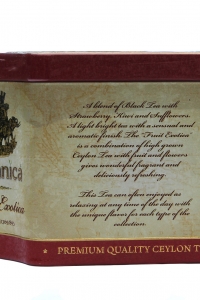 A blend of Black Tea with
Strawberry, Kiwi and Safflowers.
A light bright tea with a sensual and
aromatic finish. The "Fruit Exotica"
is a combination of high grown
Ceylon Tea with fruit and flowers
gives wonderful fragrant and
deliciously refreshing.
This Tea can often enjoyed as
relaxing at any time of the day with
the unique flavor for each type of the
collection.
nica
Exotica
PREMIUM QUALITY CEYLON T